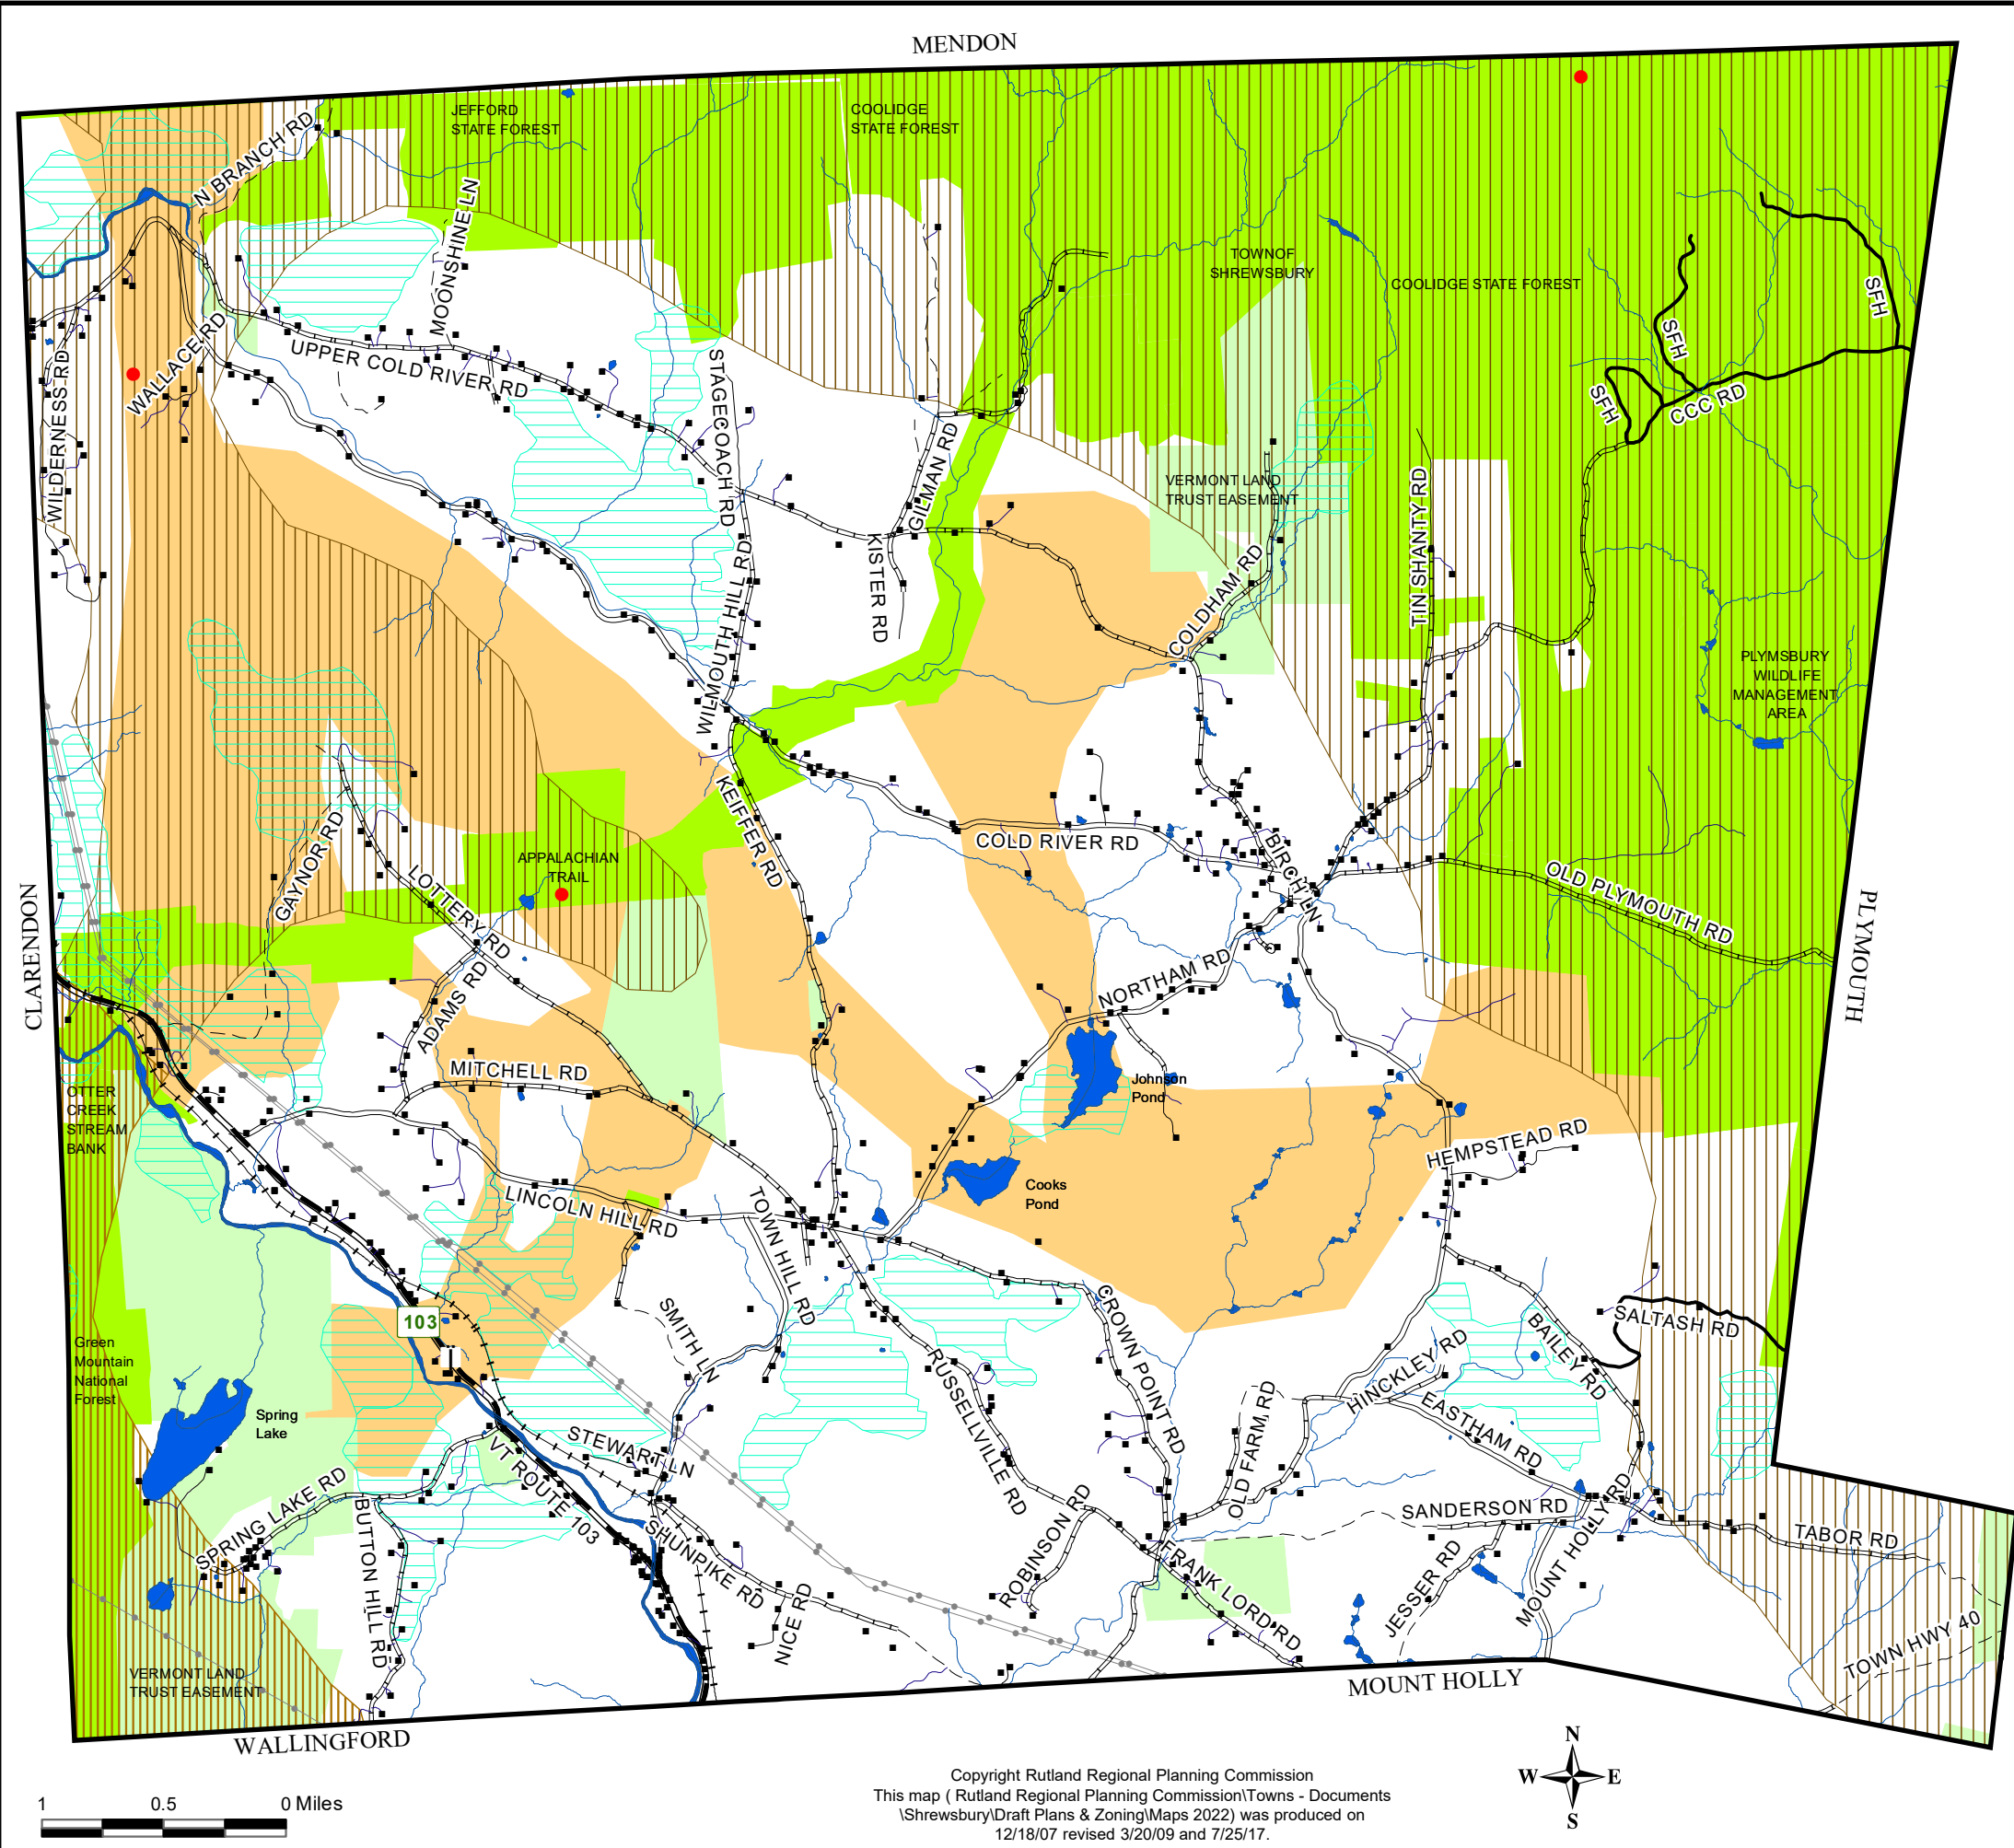 MENDON
JEFFORD
STATE FOREST
COOLIDGE
STATE FOREST
N BRANCH RD
MOONSHINE LN
TOWNOF
SHREWSBURY
COOLIDGE STATE FOREST
SFH
SFH
SFH
CCC RD
WALLACE RD
WILDERNESS RD
UPPER COLD RIVER RD
STAGECOACH RD
GILMAN RD
KISTER RD
VERMONT LAND
TRUST EASEMENT
TIN SHANTY RD
COLDHAM RD
WILMOUTH HILL RD
PLYMSBURY
WILDLIFE
MANAGEMENT
AREA
KEIFFER RD
COLD RIVER RD
BIRCH LN
OLD PLYMOUTH RD
GAYNOR RD
LOTTERY RD
APPALACHIAN
TRAIL
CLARENDON
PLYMOUTH
ADAMS RD
NORTHAM RD
MITCHELL RD
Johnson
Pond
OTTER
CREEK
STREAM
BANK
HEMPSTEAD RD
Cooks
Pond
LINCOLN HILL RD
TOWN HILL RD
103
SMITH LN
CROWN POINT RD
RUSSELLVILLE RD
SALTASH RD
BAILEY RD
HINCKLEY RD
EASTHAM RD
OLD FARM RD
Green
Mountain
National
Forest
Spring
Lake
STEWART LN
VT ROUTE 103
SPRING LAKE RD
BUTTON HILL RD
SHUNPIKE RD
NICE RD
ROBINSON RD
FRANK LORD RD
SANDERSON RD
JESSER RD
MOUNT HOLLY RD
TABOR RD
TOWN HWY 40
VERMONT LAND
TRUST EASEMENT
MOUNT HOLLY
WALLINGFORD
N
W E
S
1 0.5 0 Miles
Copyright Rutland Regional Planning Commission
This map ( Rutland Regional Planning Commission\Towns - Documents
\Shrewsbury\Draft Plans & Zoning\Maps 2022) was produced on
12/18/07 revised 3/20/09 and 7/25/17.